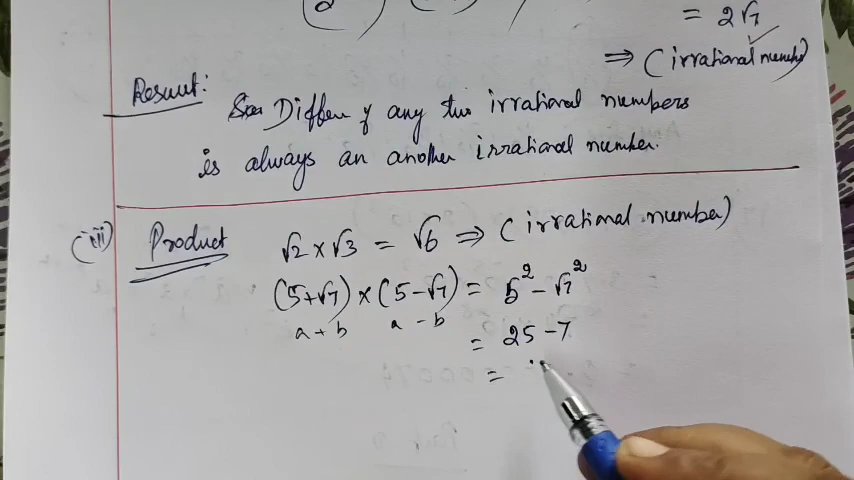 = 2√7
⇒ (irrational number)
Result:
Differ of any two irrational numbers
is always an another irrational number.
(iii) Product √2 × √3 = √6 ⇒ (irrational number)
(5+√7) × (5-√7) = 5² - √7²
a + b a - b
= 25 - 7
=